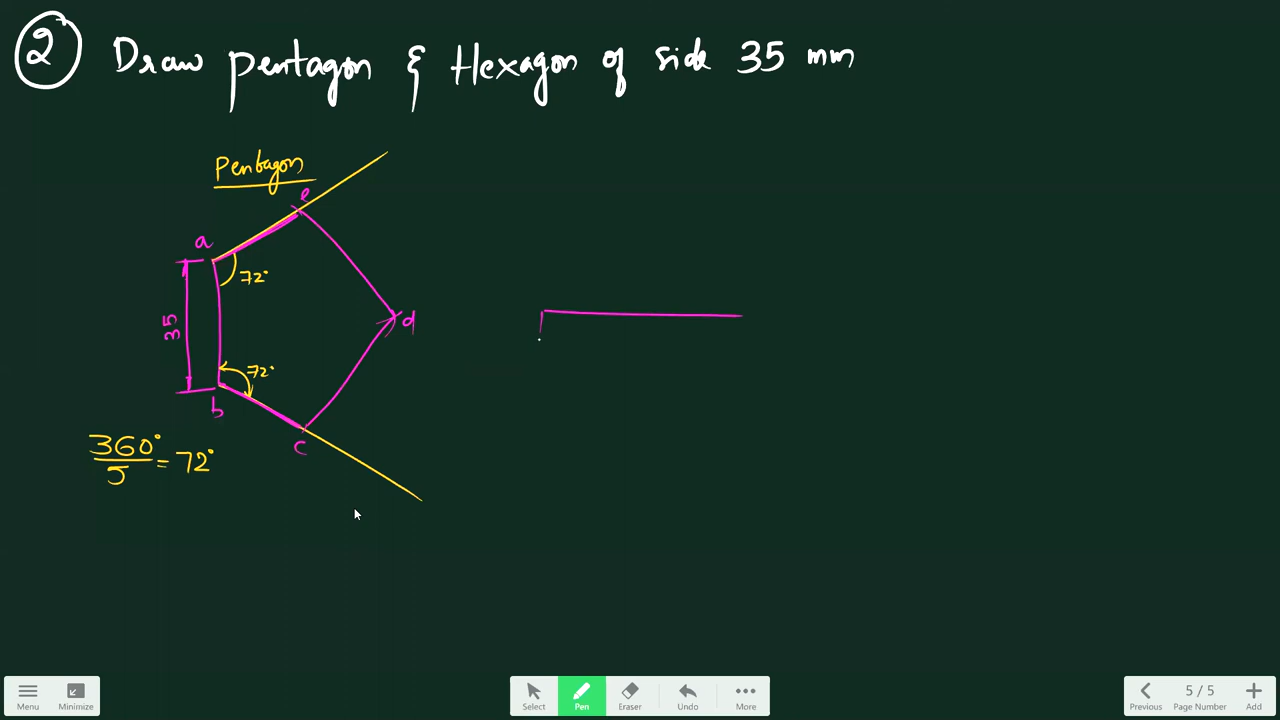 2 Draw pentagon & Hexagon of side 35 mm
Pentagon
e
a
72°
35
d
72°
b
c
360°/5 = 72°
Menu
Minimize
Select
Pen
Eraser
Undo
More
Previous
5 / 5
Page Number
Add